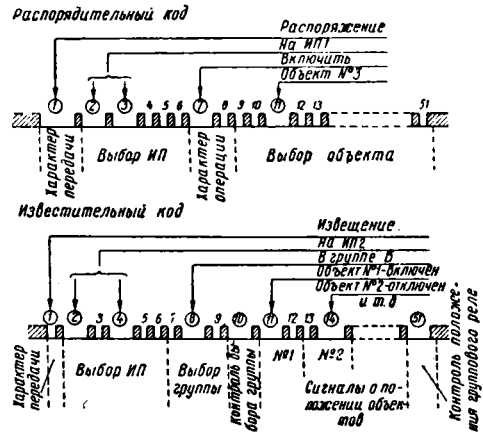 Распорядительный код
Распоряжение
На ИП1
Включить
Объект №3
1 2 3 4 5 6 7 8 9 10 11 12 13 51
Характер передачи
Выбор ИП
Характер операции
Выбор объекта
Известительный код
Извещение
На ИП2
В группе В
Объект №1-включен
Объект №2-отключен
и т.д
1 2 3 4 5 6 7 8 9 10 11 12 13 14 51
Характер передачи
Выбор ИП
Выбор группы
Контроль выбора группы
№1
№2
Сигналы о положении объектов
Контроль положения группового реле